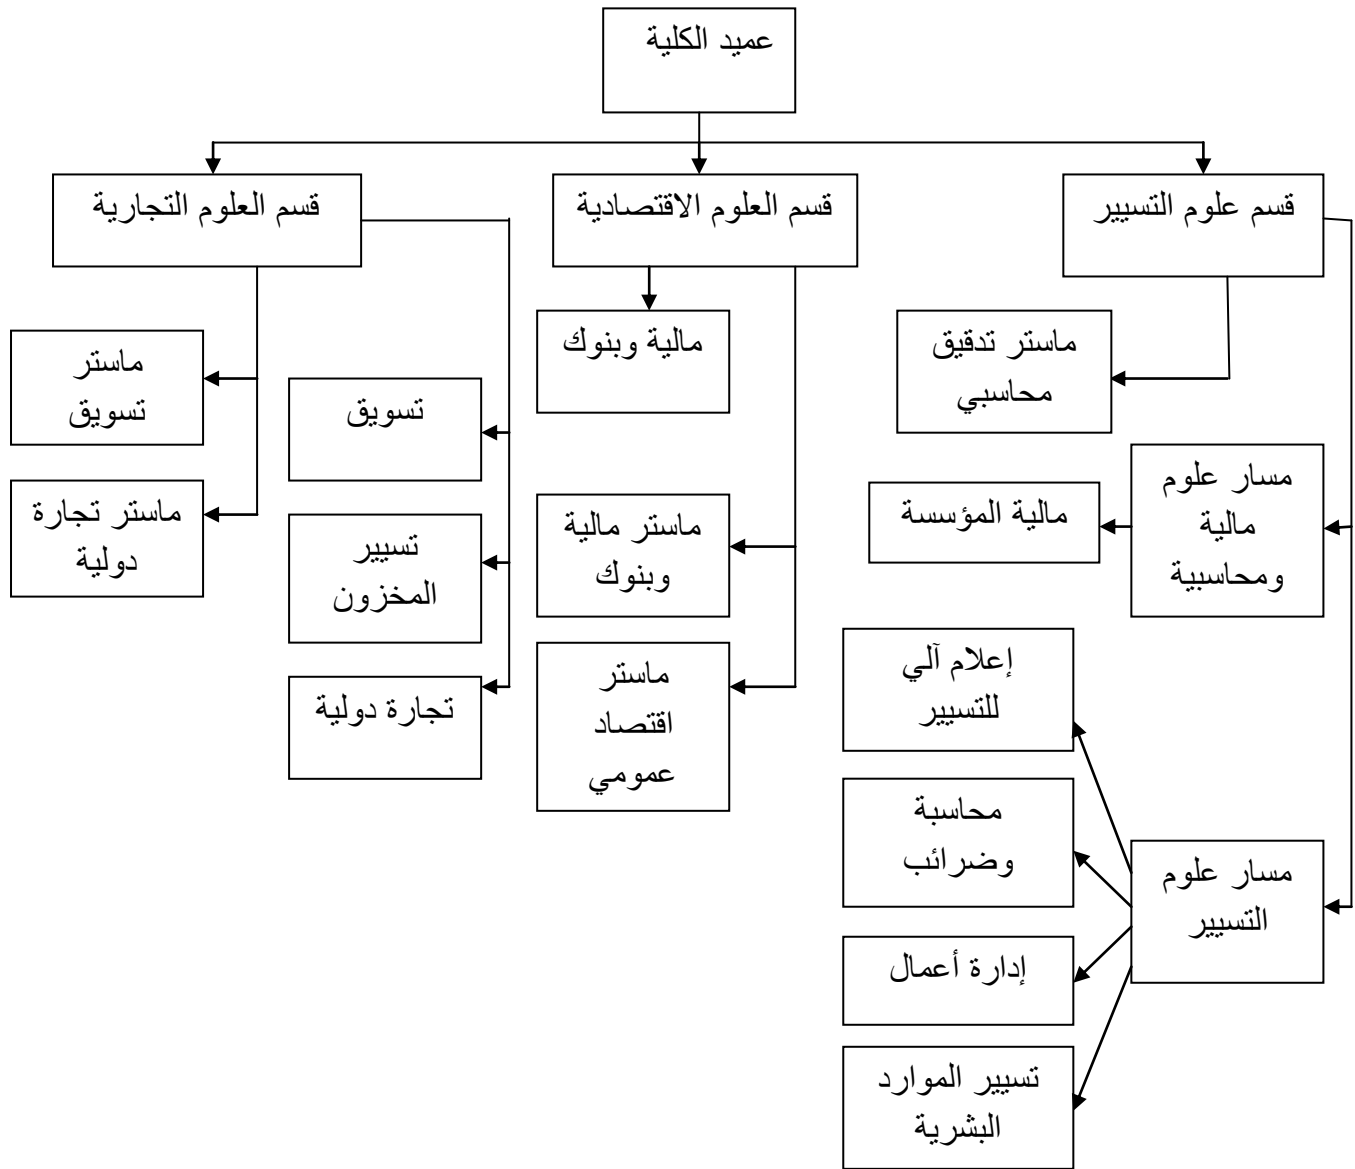 عميد الكلية
قسم علوم التسيير
قسم العلوم الاقتصادية
قسم العلوم التجارية
ماستر تدقيق
محاسبي
مسار علوم
مالية
ومحاسبية
مالية المؤسسة
مسار علوم
التسيير
إعلام آلي
للتسيير
محاسبة
وضرائب
إدارة أعمال
تسيير الموارد
البشرية
مالية وبنوك
ماستر مالية
وبنوك
ماستر
اقتصاد
عمومي
تسويق
تسيير
المخزون
تجارة دولية
ماستر
تسويق
ماستر تجارة
دولية